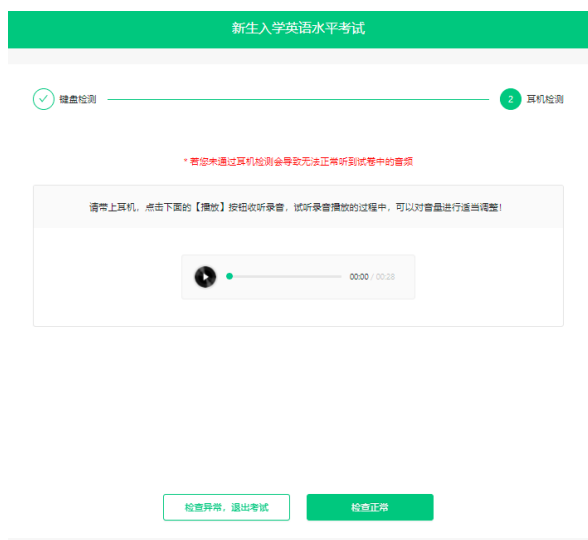 新生入学英语水平考试
键盘检测
2 耳机检测
* 若您未通过耳机检测会导致无法正常听到试卷中的音频
请带上耳机，点击下面的【播放】按钮收听录音，试听录音播放的过程中，可以对音量进行适当调整！
00:00 / 00:28
检查异常，退出考试
检查正常